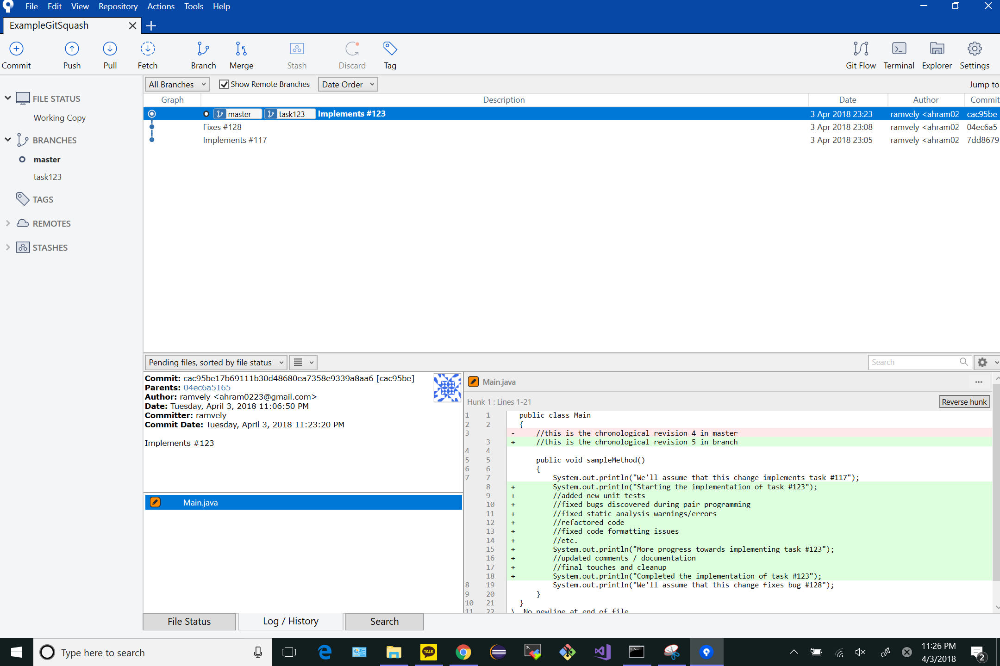 File Edit View Repository Actions Tools Help
ExampleGitSquash
Commit Push Pull Fetch Branch Merge Stash Discard Tag Git Flow Terminal Explorer Settings
All Branches Show Remote Branches Date Order Jump to
Graph Description Date Author Commit
master task123 Implements #123 3 Apr 2018 23:23 ramvely <ahram02 cac95be
Fixes #128 3 Apr 2018 23:08 ramvely <ahram02 04ec6a5
Implements #117 3 Apr 2018 23:05 ramvely <ahram02 7dd8679
FILE STATUS
Working Copy
BRANCHES
master
task123
TAGS
REMOTES
STASHES
Pending files, sorted by file status Search
Commit: cac95be17b69111b30d48680ea7358e9339a8aa6 [cac95be]
Parents: 04ec6a5165
Author: ramvely <ahram0223@gmail.com>
Date: Tuesday, April 3, 2018 11:06:50 PM
Committer: ramvely
Commit Date: Tuesday, April 3, 2018 11:23:20 PM
Implements #123
Main.java
Main.java
Hunk 1 : Lines 1-21 Reverse hunk
1 1 public class Main
2 2 {
3 - //this is the chronological revision 4 in master
3 + //this is the chronological revision 5 in branch
4 4
5 5 public void sampleMethod()
6 6 {
7 7 System.out.println("We'll assume that this change implements task #117");
8 + System.out.println("Starting the implementation of task #123");
9 + //added new unit tests
10 + //fixed bugs discovered during pair programming
11 + //fixed static analysis warnings/errors
12 + //refactored code
13 + //fixed code formatting issues
14 + //etc.
15 + System.out.println("More progress towards implementing task #123");
16 + //updated comments / documentation
17 + //final touches and cleanup
18 + System.out.println("Completed the implementation of task #123");
8 19 System.out.println("We'll assume that this change fixes bug #128");
9 20 }
10 21 }
11 22 \ No newline at end of file
File Status Log / History Search
Type here to search
TALK
11:26 PM
4/3/2018
2